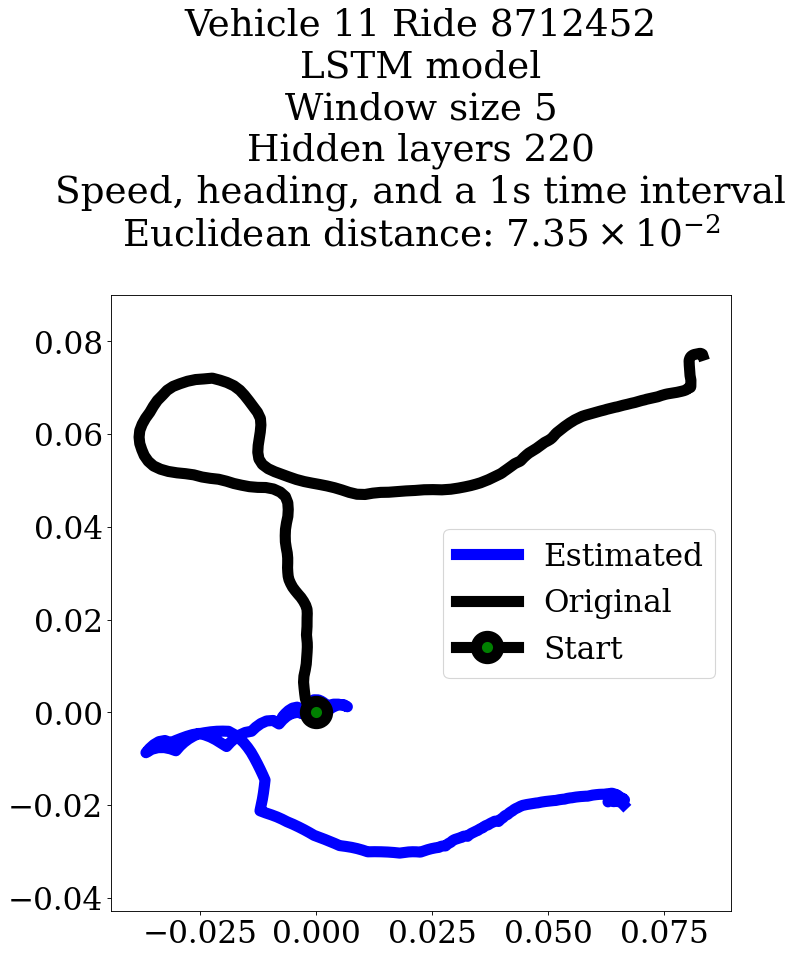 Vehicle 11 Ride 8712452
LSTM model
Window size 5
Hidden layers 220
Speed, heading, and a 1s time interval
Euclidean distance: 7.35 × 10⁻²
0.08
0.06
0.04
0.02
0.00
−0.02
−0.04
Estimated
Original
Start
−0.025 0.000 0.025 0.050 0.075